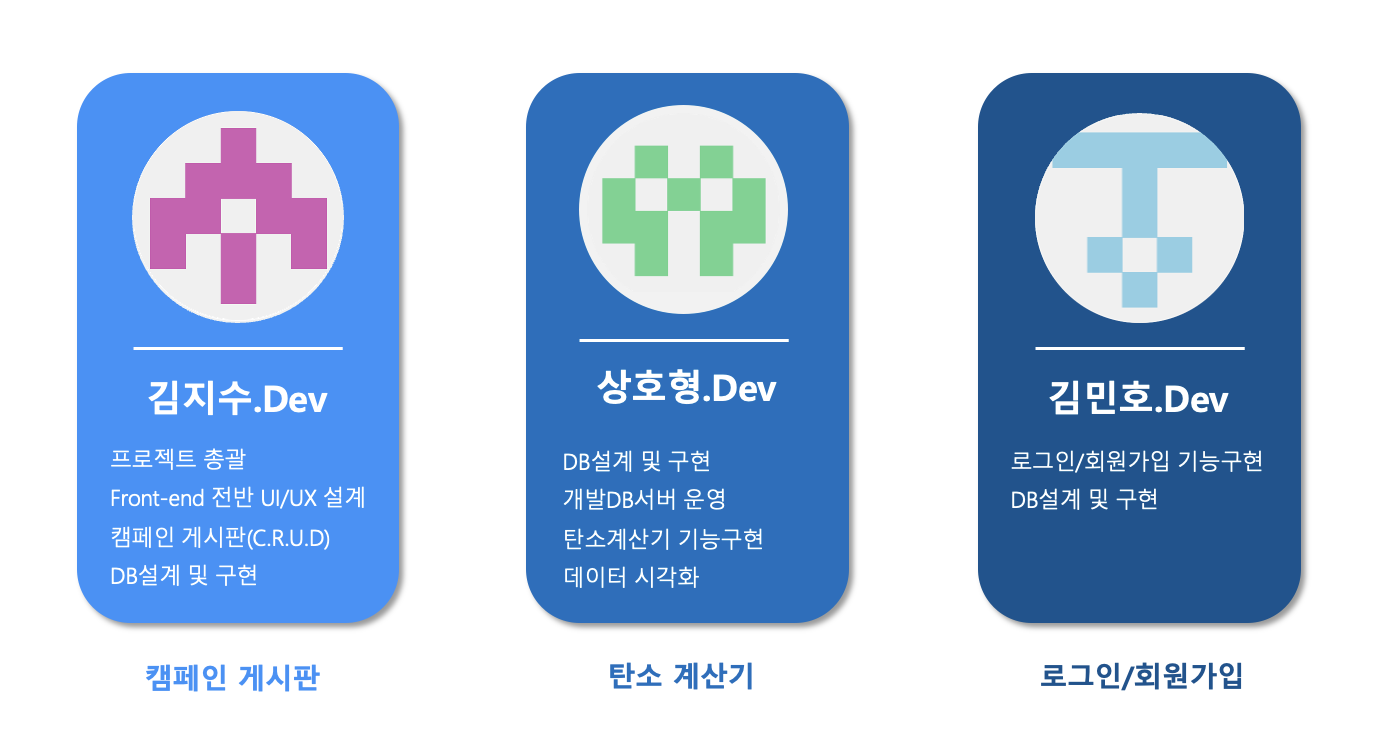 김지수.Dev
프로젝트 총괄
Front-end 전반 UI/UX 설계
캠페인 게시판(C.R.U.D)
DB설계 및 구현
캠페인 게시판
상호형.Dev
DB설계 및 구현
개발DB서버 운영
탄소계산기 기능구현
데이터 시각화
탄소 계산기
김민호.Dev
로그인/회원가입 기능구현
DB설계 및 구현
로그인/회원가입